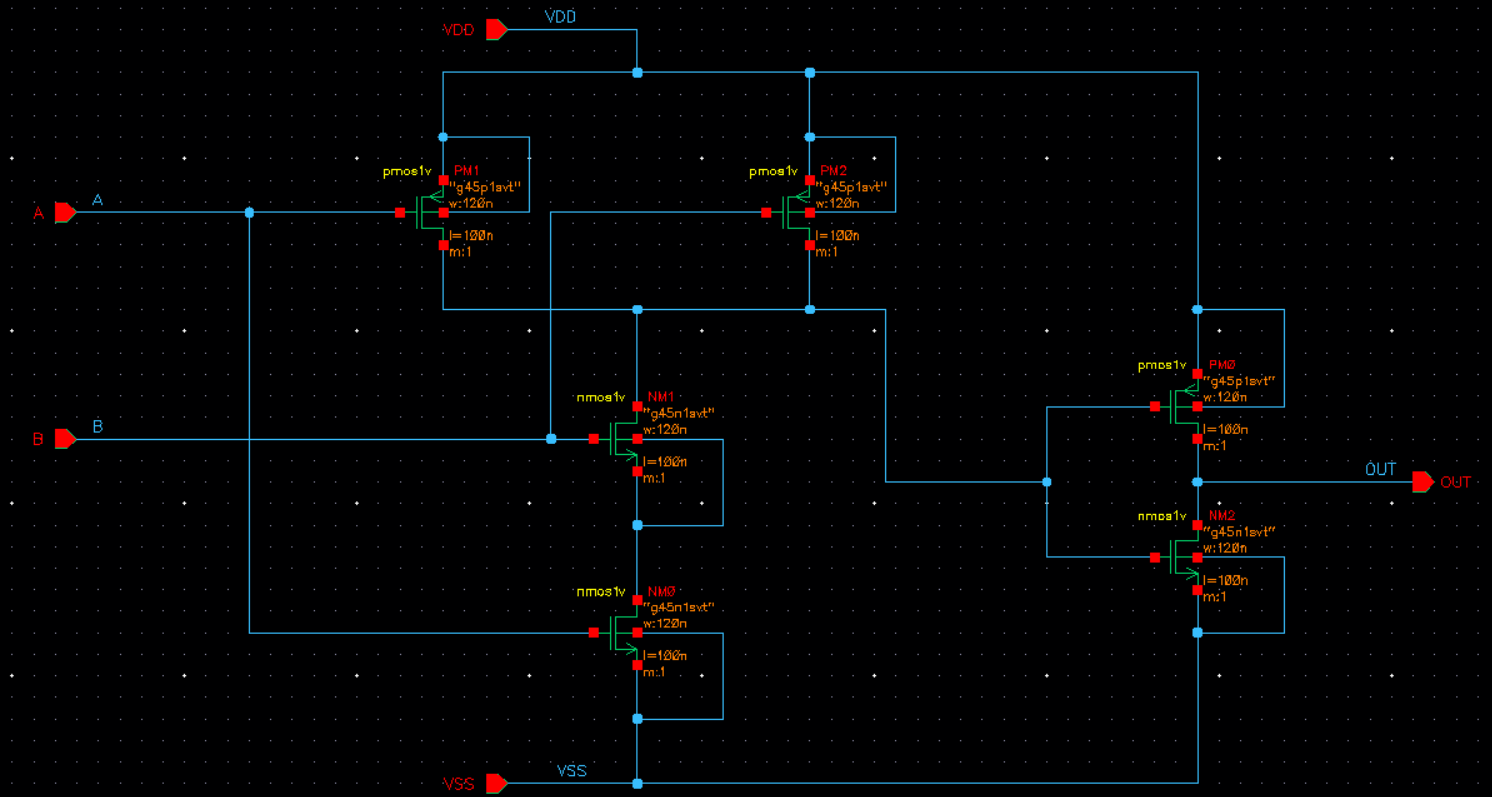 VDD
VDD
pmos1v
PM1
"g45p1svt"
w:120n
l=100n
m:1
pmos1v
PM2
"g45p1svt"
w:120n
l=100n
m:1
A
A
pmos1v
PM0
"g45p1svt"
w:120n
l=100n
m:1
nmos1v
NM1
"g45n1svt"
w:120n
l=100n
m:1
B
B
OUT
OUT
nmos1v
NM2
"g45n1svt"
w:120n
l=100n
m:1
nmos1v
NM0
"g45n1svt"
w:120n
l=100n
m:1
VSS
VSS